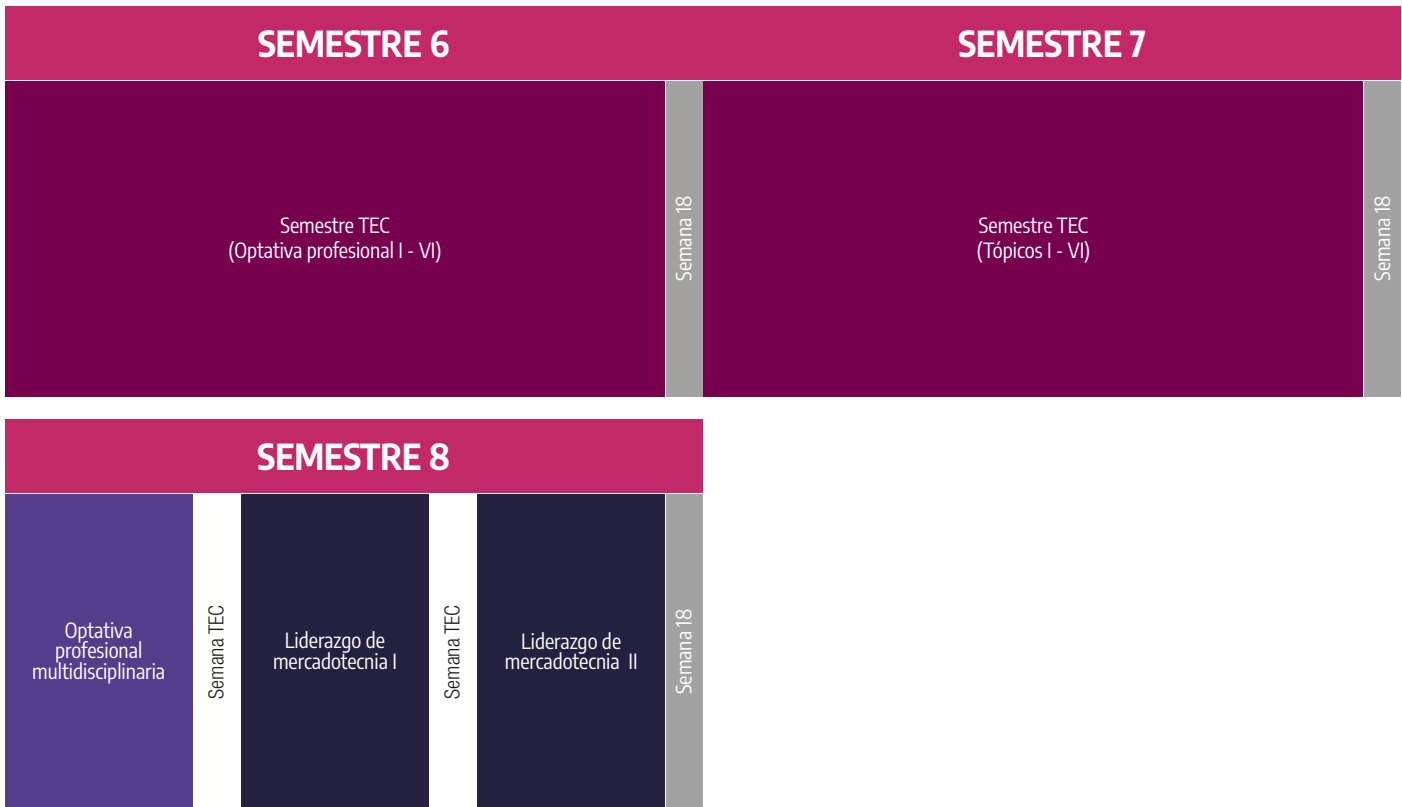 SEMESTRE 6
Semestre TEC
(Optativa profesional I - VI)
Semana 18
SEMESTRE 7
Semestre TEC
(Tópicos I - VI)
Semana 18
SEMESTRE 8
Optativa
profesional
multidisciplinaria
Semana TEC
Liderazgo de
mercadotecnia I
Semana TEC
Liderazgo de
mercadotecnia II
Semana 18